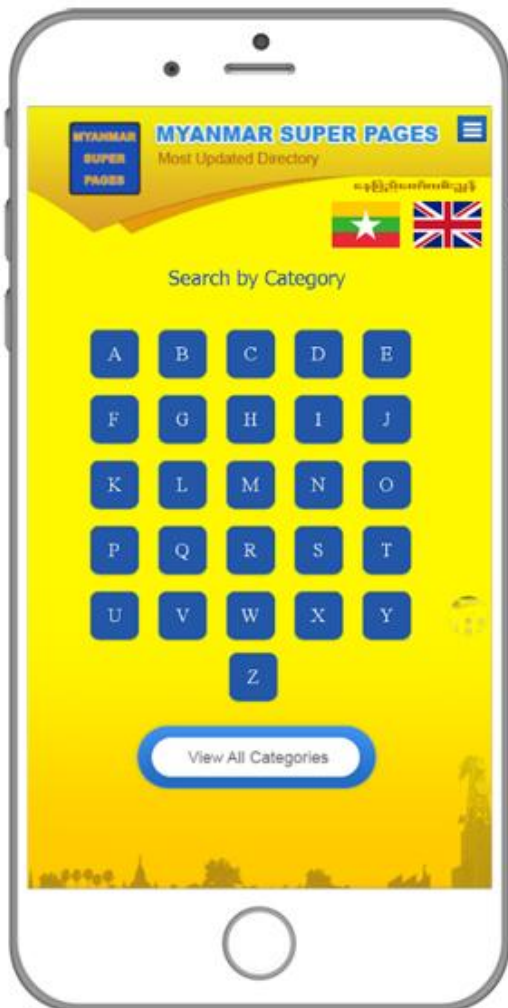 MYANMAR
SUPER
PAGES
MYANMAR SUPER PAGES
Most Updated Directory
Search by Category
A B C D E
F G H I J
K L M N O
P Q R S T
U V W X Y
Z
View All Categories